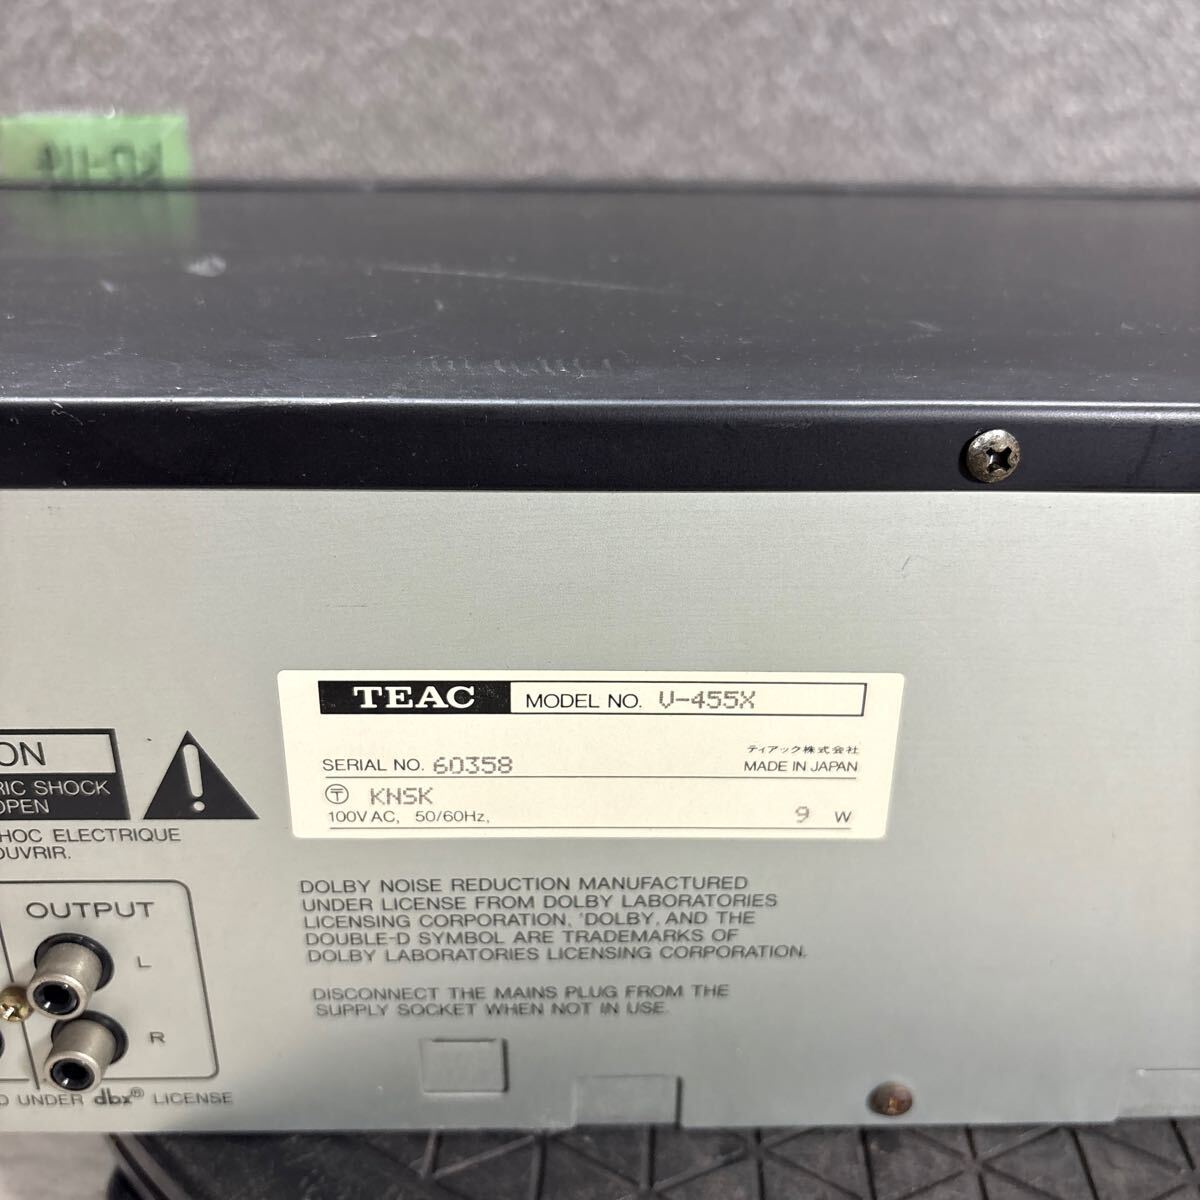 KD-114
TEAC MODEL NO. V-455X
ティアック株式会社
SERIAL NO. 60358 MADE IN JAPAN
〒 KNSK
100V AC, 50/60Hz, 9 W
ON
RIC SHOCK
OPEN
HOC ELECTRIQUE
OUVRIR.
OUTPUT
L
R
UNDER dbx® LICENSE
DOLBY NOISE REDUCTION MANUFACTURED
UNDER LICENSE FROM DOLBY LABORATORIES
LICENSING CORPORATION, 'DOLBY, AND THE
DOUBLE-D SYMBOL ARE TRADEMARKS OF
DOLBY LABORATORIES LICENSING CORPORATION.
DISCONNECT THE MAINS PLUG FROM THE
SUPPLY SOCKET WHEN NOT IN USE.